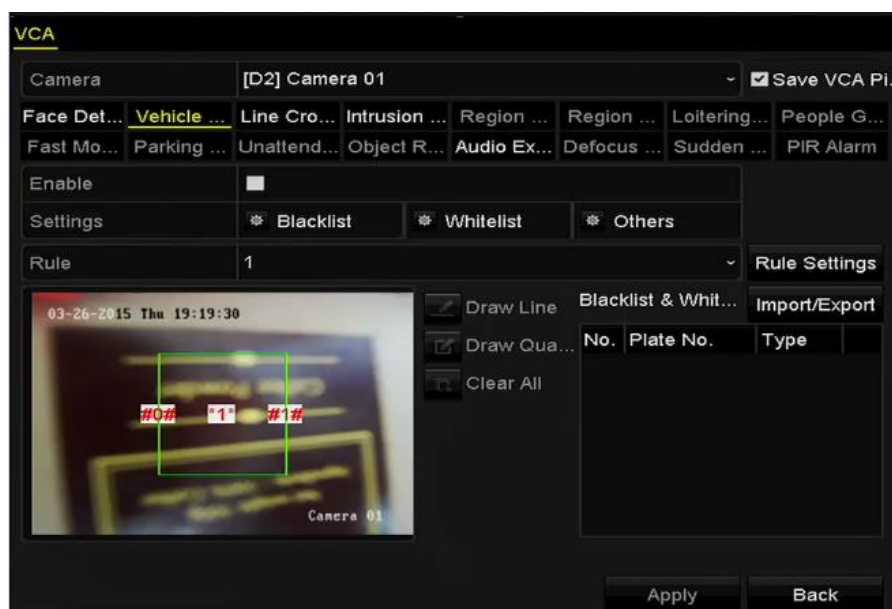 VCA
Camera [D2] Camera 01 Save VCA Pi.
Face Det... Vehicle ... Line Cro... Intrusion ... Region ... Region ... Loitering... People G...
Fast Mo... Parking ... Unattend... Object R... Audio Ex... Defocus ... Sudden ... PIR Alarm
Enable
Settings Blacklist Whitelist Others
Rule 1 Rule Settings
03-26-2015 Thu 19:19:30
#0# *1* #1#
Camera 01
Draw Line
Draw Qua...
Clear All
Blacklist & Whit... Import/Export
No. Plate No. Type
Apply Back